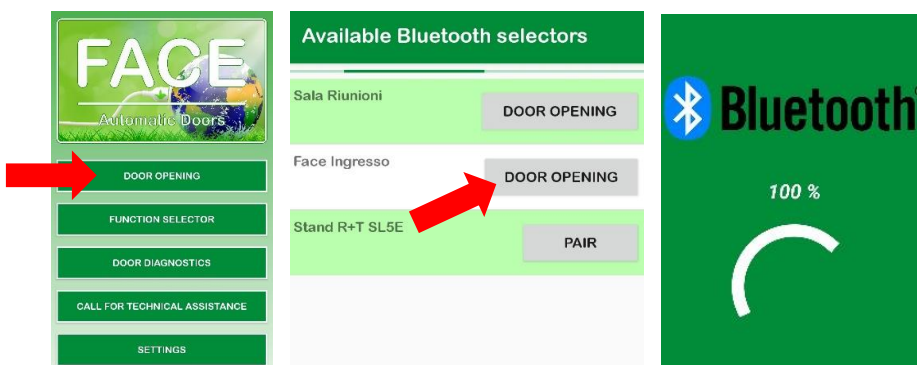 FACE
Automatic Doors
DOOR OPENING
FUNCTION SELECTOR
DOOR DIAGNOSTICS
CALL FOR TECHNICAL ASSISTANCE
SETTINGS
Available Bluetooth selectors
Sala Riunioni
DOOR OPENING
Face Ingresso
DOOR OPENING
Stand R+T SL5E
PAIR
Bluetooth
100 %